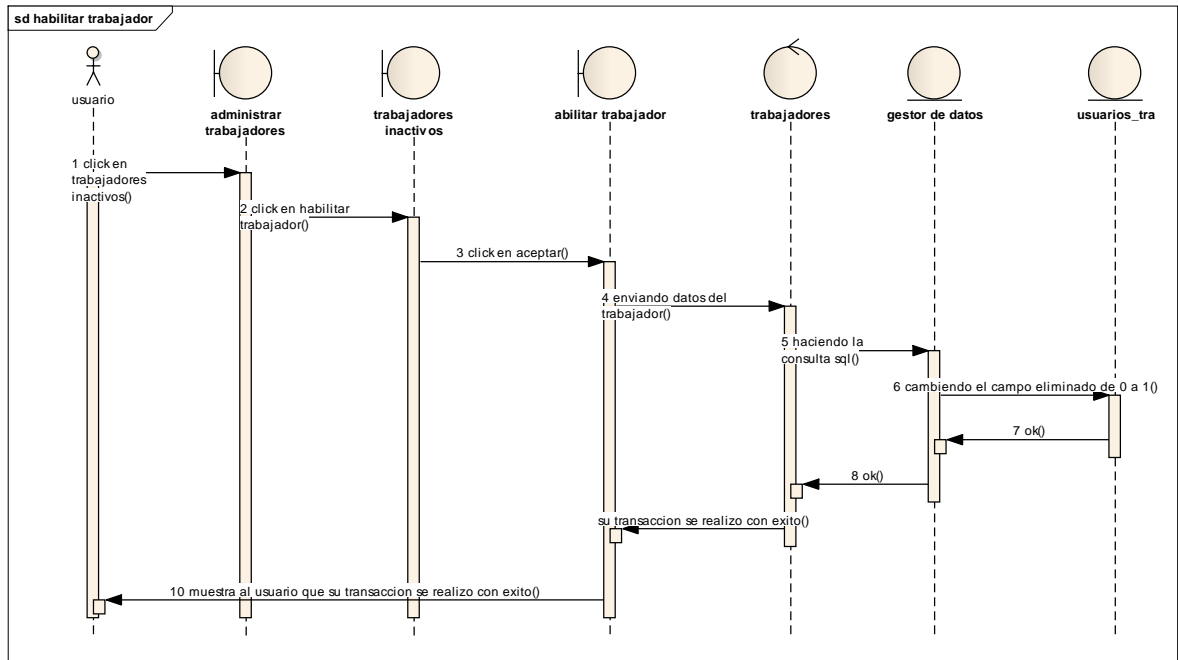 sd habilitar trabajador
usuario
administrar
trabajadores
trabajadores
inactivos
abilitar trabajador
trabajadores
gestor de datos
usuarios_tra
1 click en
trabajadores
inactivos()
2 click en habilitar
trabajador()
3 click en aceptar()
4 enviando datos del
trabajador()
5 haciendo la
consulta sql()
6 cambiendo el campo eliminado de 0 a 1()
7 ok()
8 ok()
su transaccion se realizo con exito()
10 muestra al usuario que su transaccion se realizo con exito()